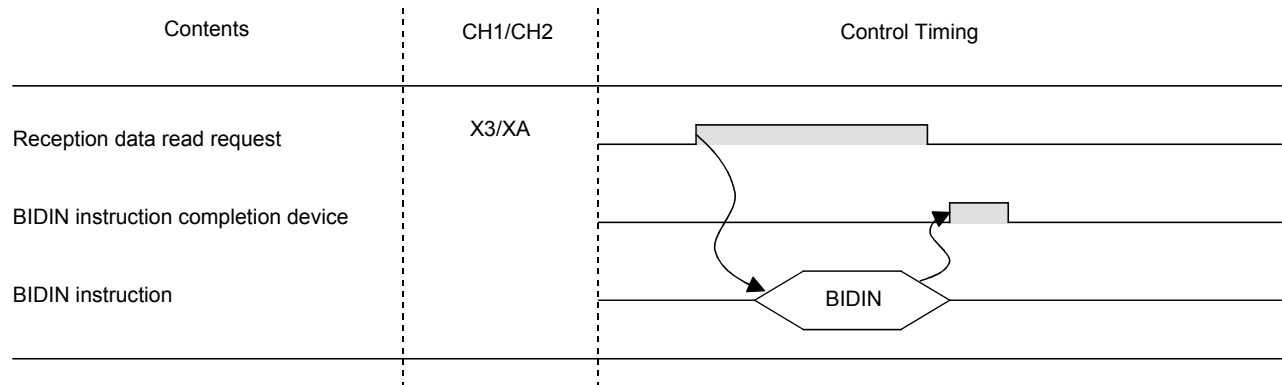 Contents
CH1/CH2
Control Timing
Reception data read request
X3/XA
BIDIN instruction completion device
BIDIN instruction
BIDIN